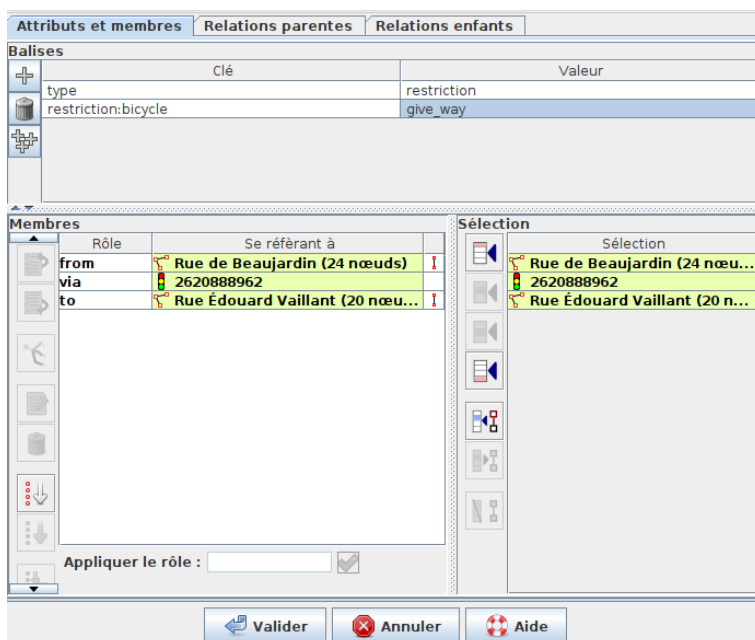 Attributs et membres Relations parentes Relations enfants
Balises
Clé Valeur
type restriction
restriction:bicycle give_way
Membres
Rôle Se réfèrant à
from Rue de Beaujardin (24 nœuds)
via 2620888962
to Rue Édouard Vaillant (20 nœu...
Appliquer le rôle :
Sélection
Sélection
Rue de Beaujardin (24 nœu...
2620888962
Rue Édouard Vaillant (20 n...
Valider Annuler Aide